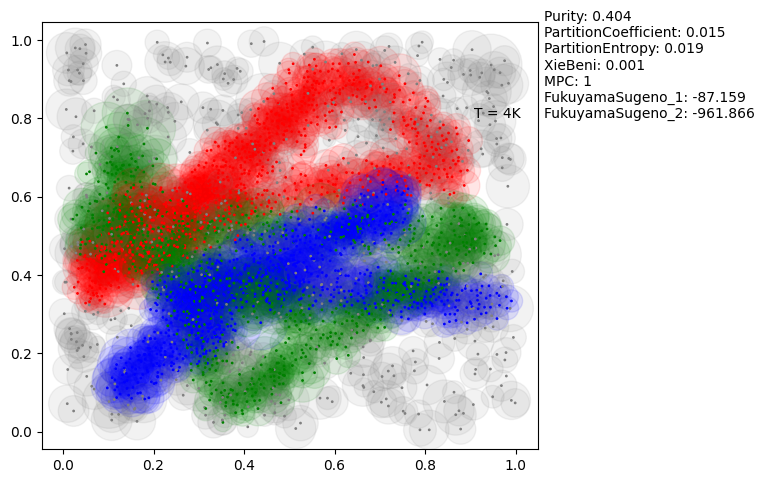 Purity: 0.404
PartitionCoefficient: 0.015
PartitionEntropy: 0.019
XieBeni: 0.001
MPC: 1
FukuyamaSugeno_1: -87.159
FukuyamaSugeno_2: -961.866
T = 4K
1.0
0.8
0.6
0.4
0.2
0.0
0.0 0.2 0.4 0.6 0.8 1.0